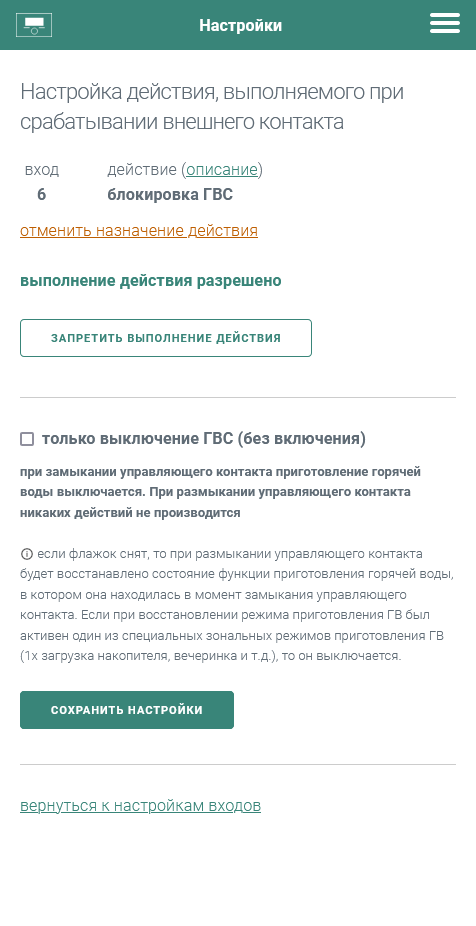 Настройки
Настройка действия, выполняемого при
срабатывании внешнего контакта
вход действие (описание)
6 блокировка ГВС
отменить назначение действия
выполнение действия разрешено
ЗАПРЕТИТЬ ВЫПОЛНЕНИЕ ДЕЙСТВИЯ
только выключение ГВС (без включения)
при замыкании управляющего контакта приготовление горячей
воды выключается. При размыкании управляющего контакта
никаких действий не производится
если флажок снят, то при размыкании управляющего контакта
будет восстанавлено состояние функции приготовления горячей воды,
в котором она находилась в момент замыкания управляющего
контакта. Если при восстановлении режима приготовления ГВ был
активен один из специальных зональных режимов приготовления ГВ
(1х загрузка накопителя, вечеринка и т.д.), то он выключается.
СОХРАНИТЬ НАСТРОЙКИ
вернуться к настройкам входов